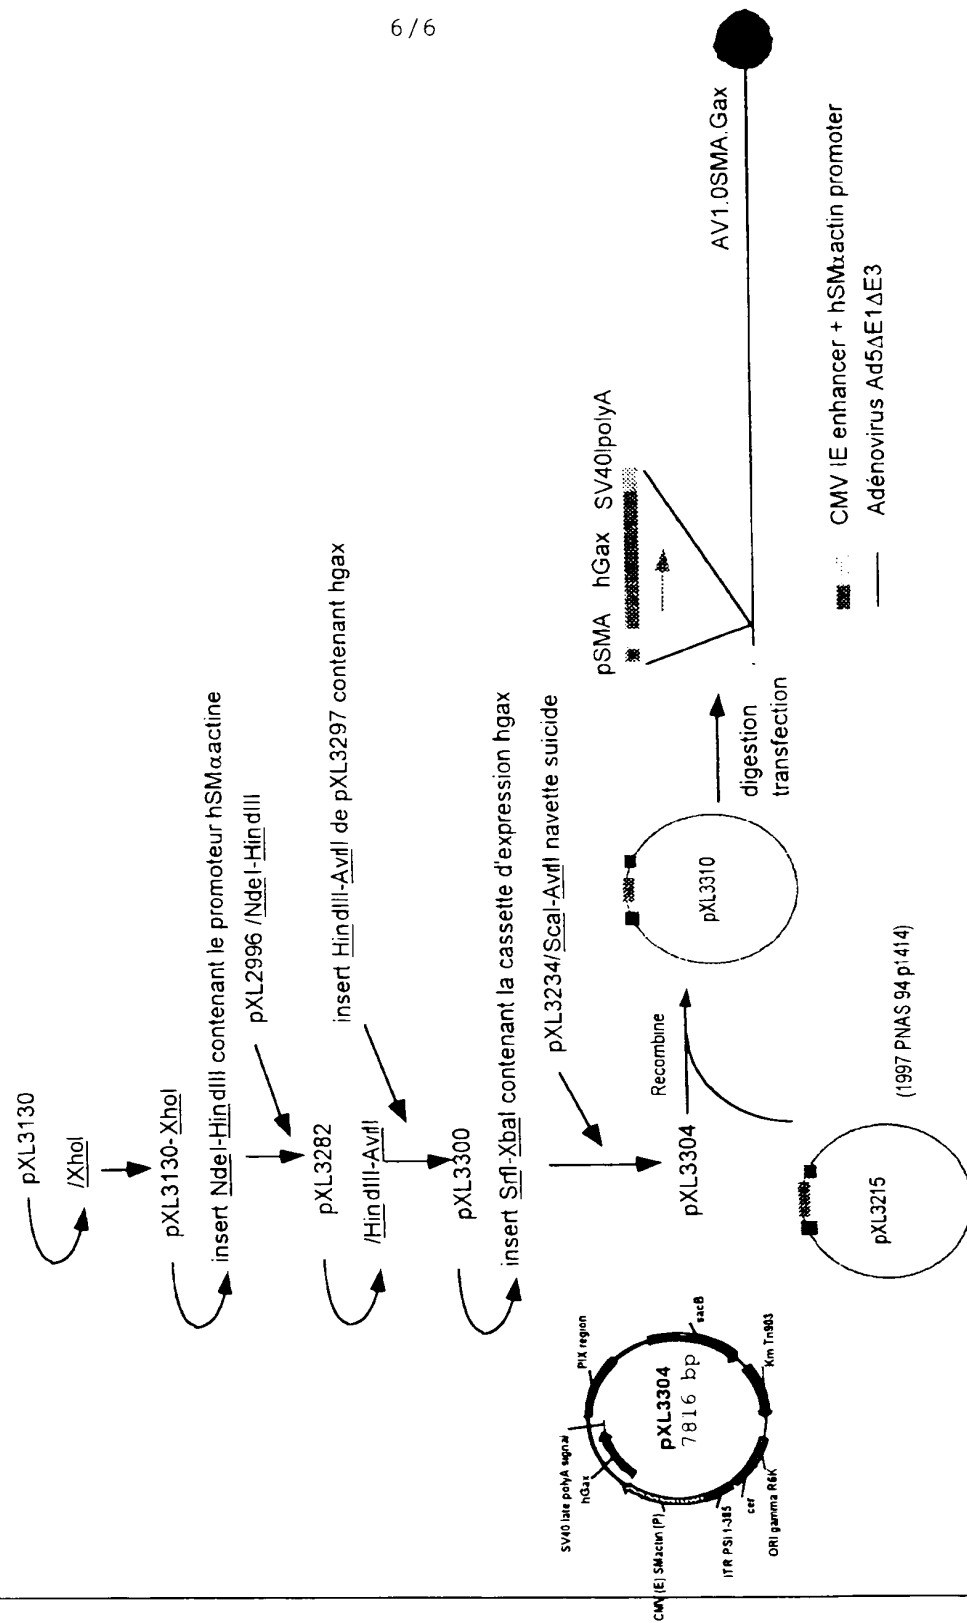 6/6
pXL3130
/XhoI
pXL3130-XhoI
insert NdeI-HindIII contenant le promoteur hSMαactine
pXL2996 /NdeI-HindIII
pXL3282
/HindIII-AvrII
insert HindIII-AvrII de pXL3297 contenant hgax
pXL3300
insert SrfI-XbaI contenant la cassette d'expression hgax
pXL3234/ScaI-AvrII navette suicide
pXL3304
Recombine
pXL3215
(1997 PNAS 94 p1414)
pXL3310
digestion
transfection
pSMA hGax SV40lpolyA
AV1.0SMA.Gax
CMV IE enhancer + hSMαactin promoter
Adénovirus Ad5ΔE1ΔE3
SV40 late polyA signal
hGax
PIX region
pXL3304
7816 bp
sacB
Km Tn903
ORI gamma R6K
cer
ITR PSI 1-385
CMV (E) SMactin (P)